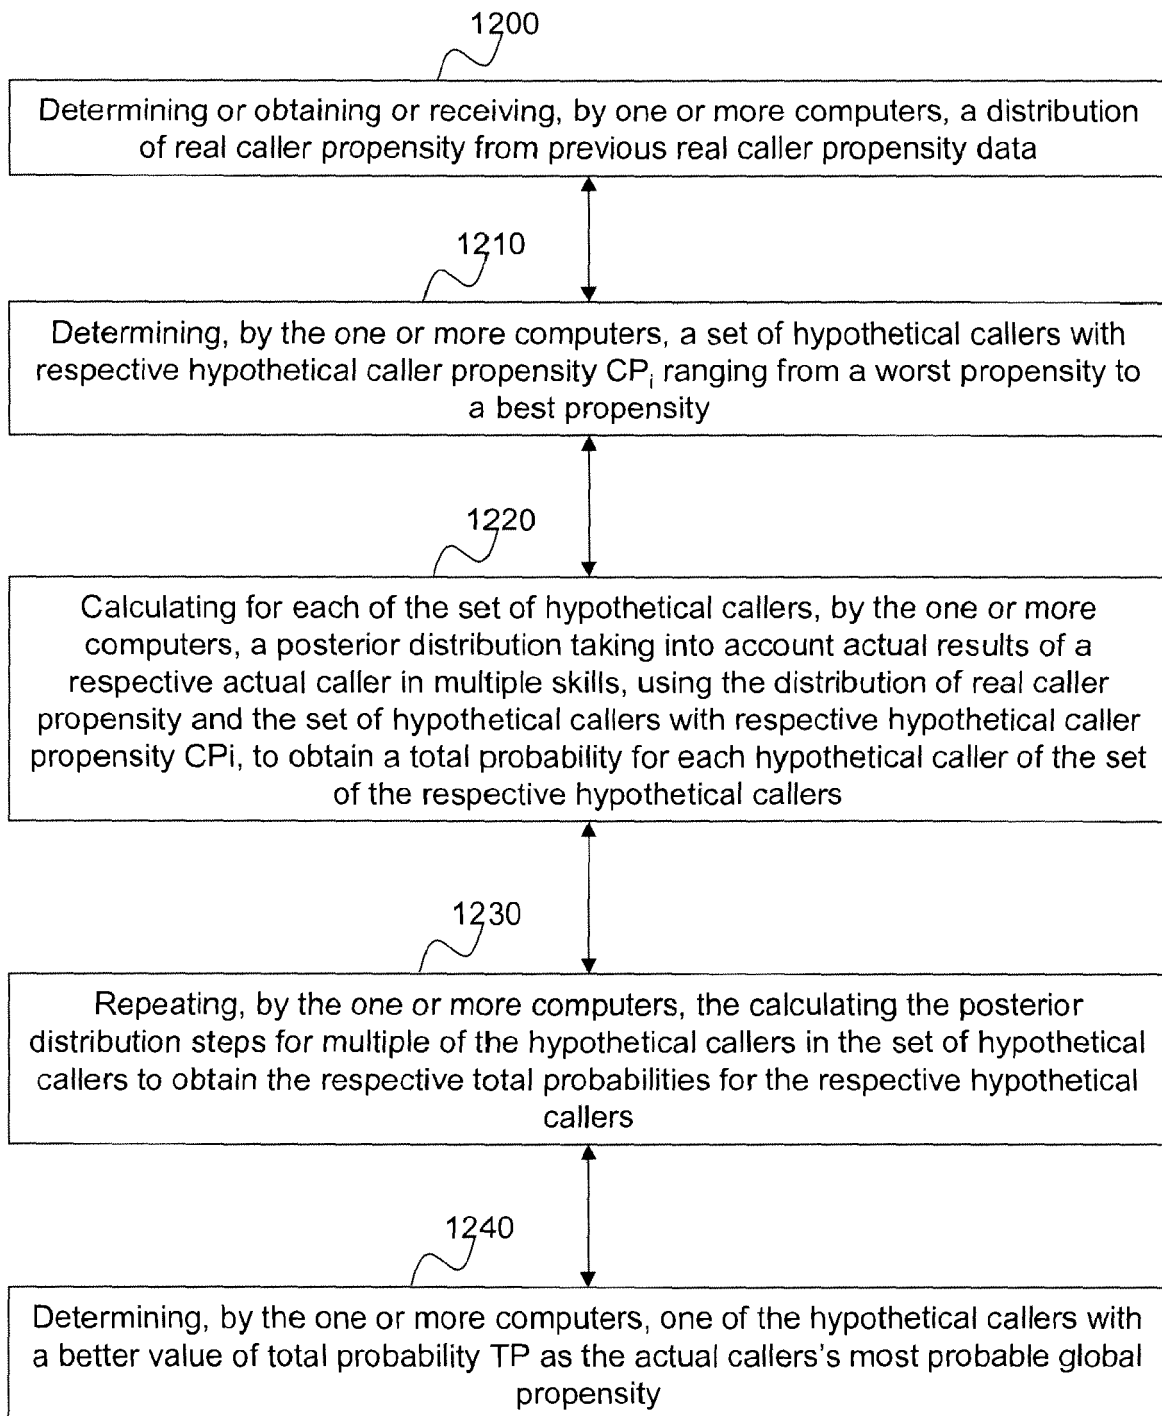 1200
Determining or obtaining or receiving, by one or more computers, a distribution
of real caller propensity from previous real caller propensity data
1210
Determining, by the one or more computers, a set of hypothetical callers with
respective hypothetical caller propensity CPi ranging from a worst propensity to
a best propensity
1220
Calculating for each of the set of hypothetical callers, by the one or more
computers, a posterior distribution taking into account actual results of a
respective actual caller in multiple skills, using the distribution of real caller
propensity and the set of hypothetical callers with respective hypothetical caller
propensity CPi, to obtain a total probability for each hypothetical caller of the set
of the respective hypothetical callers
1230
Repeating, by the one or more computers, the calculating the posterior
distribution steps for multiple of the hypothetical callers in the set of hypothetical
callers to obtain the respective total probabilities for the respective hypothetical
callers
1240
Determining, by the one or more computers, one of the hypothetical callers with
a better value of total probability TP as the actual callers's most probable global
propensity